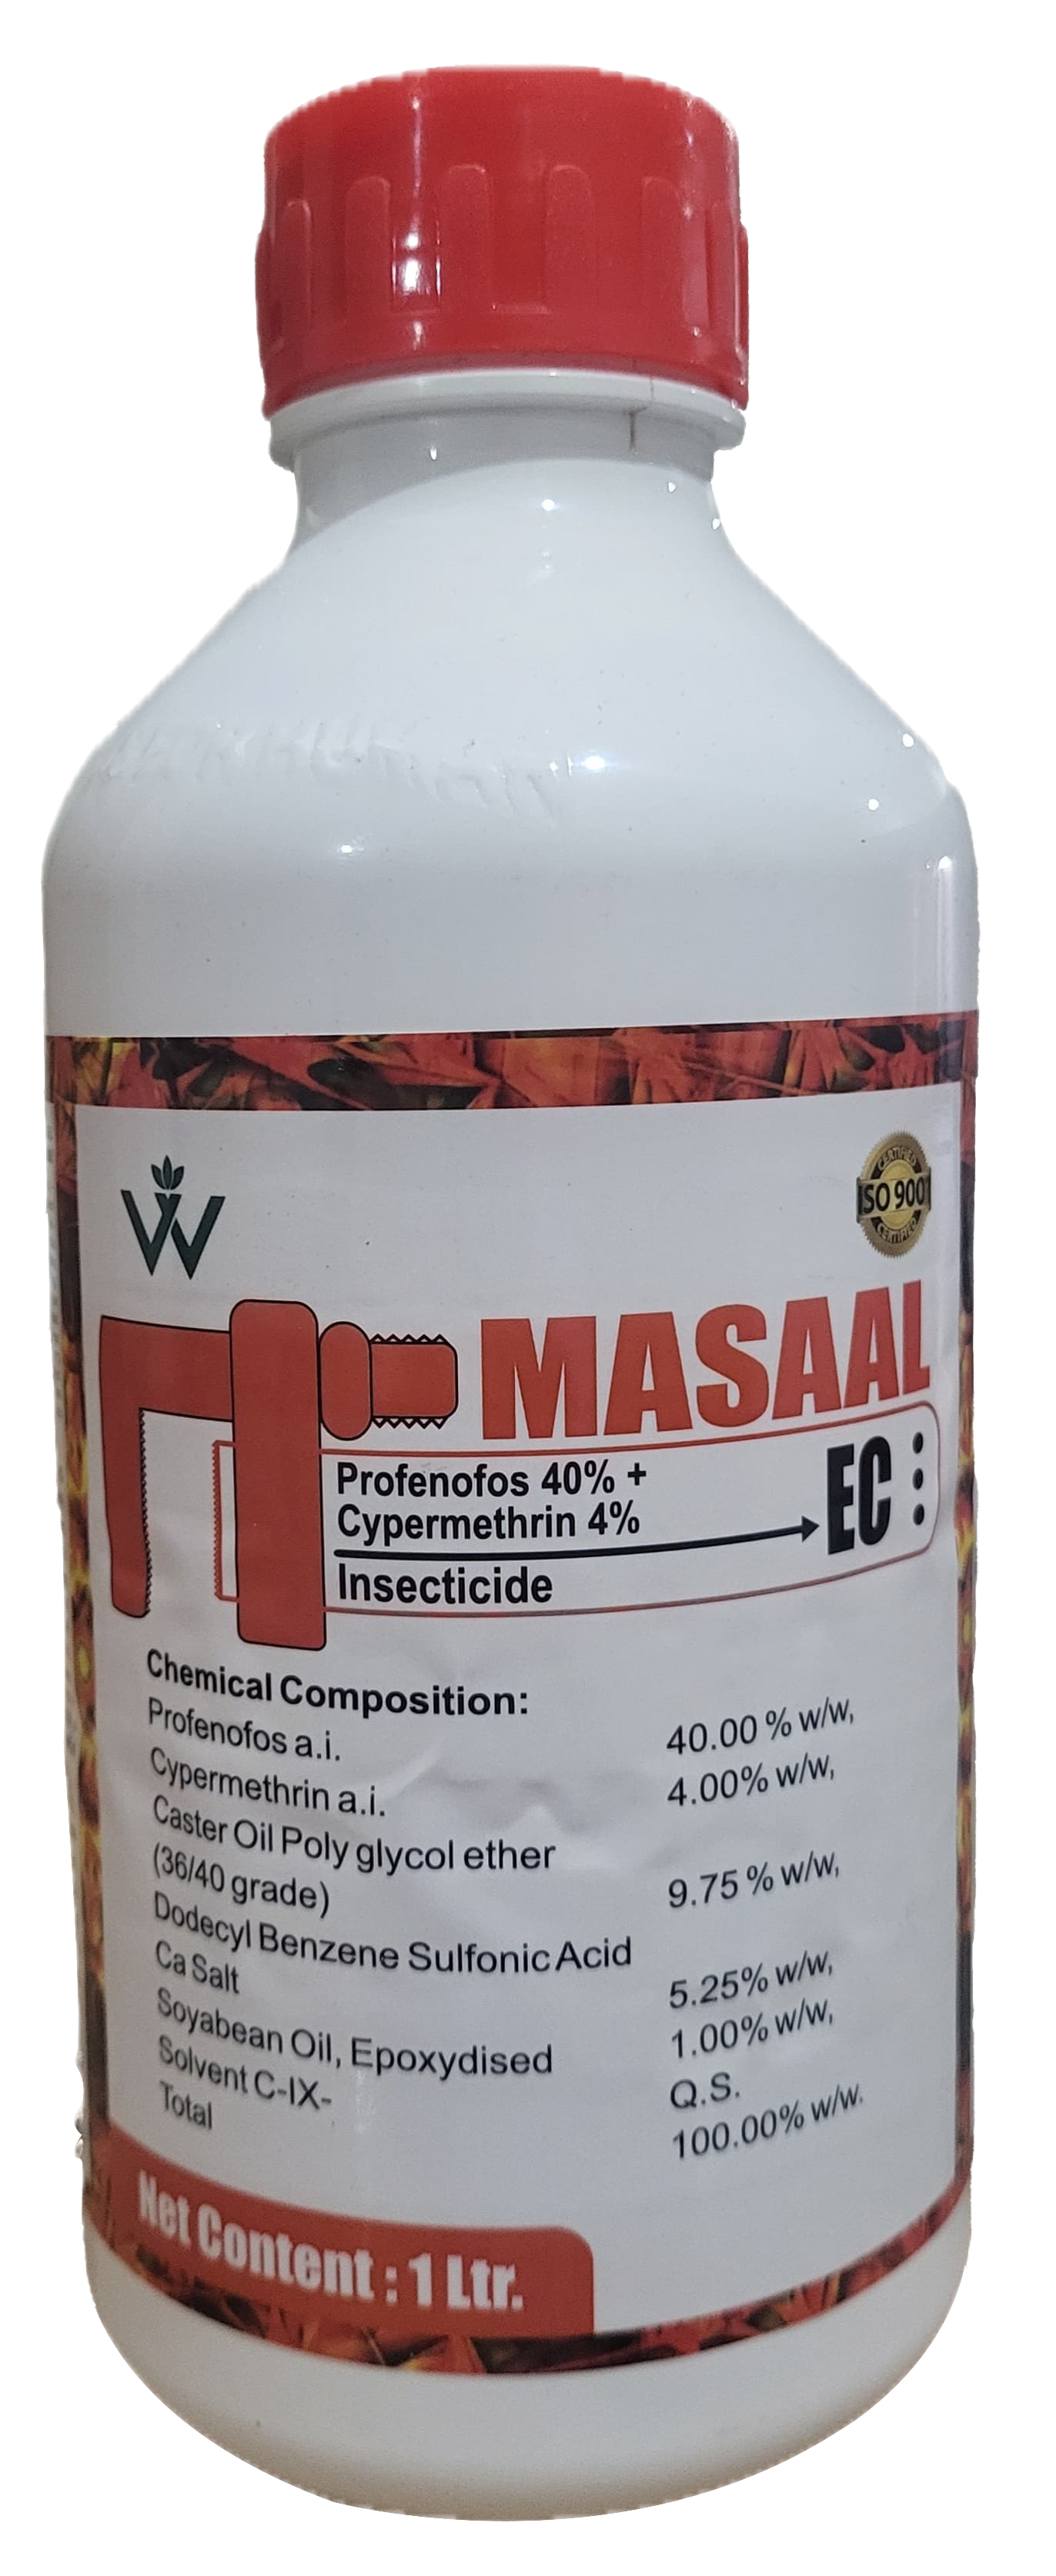 CERTIFIED
ISO 9001
CERTIFIED
MASAAL
Profenofos 40% +
Cypermethrin 4%
EC
Insecticide
Chemical Composition:
Profenofos a.i. 40.00 % w/w,
Cypermethrin a.i. 4.00% w/w,
Caster Oil Poly glycol ether
(36/40 grade) 9.75 % w/w,
Dodecyl Benzene Sulfonic Acid
Ca Salt 5.25% w/w,
Soyabean Oil, Epoxydised 1.00% w/w,
Solvent C-IX- Q.S.
Total 100.00% w/w.
Net Content : 1 Ltr.